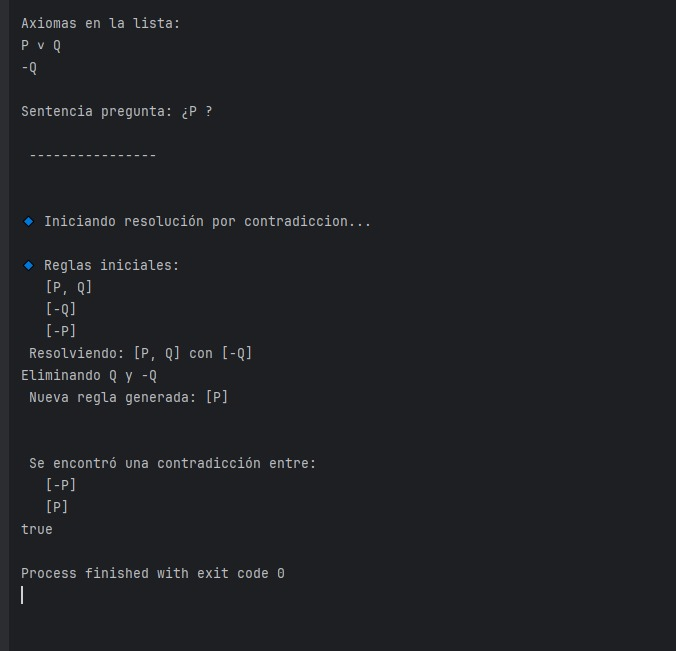 Axiomas en la lista:
P v Q
-Q
Sentencia pregunta: ¿P ?
----------------
Iniciando resolución por contradiccion...
Reglas iniciales:
[P, Q]
[-Q]
[-P]
Resolviendo: [P, Q] con [-Q]
Eliminando Q y -Q
Nueva regla generada: [P]
Se encontró una contradicción entre:
[-P]
[P]
true
Process finished with exit code 0